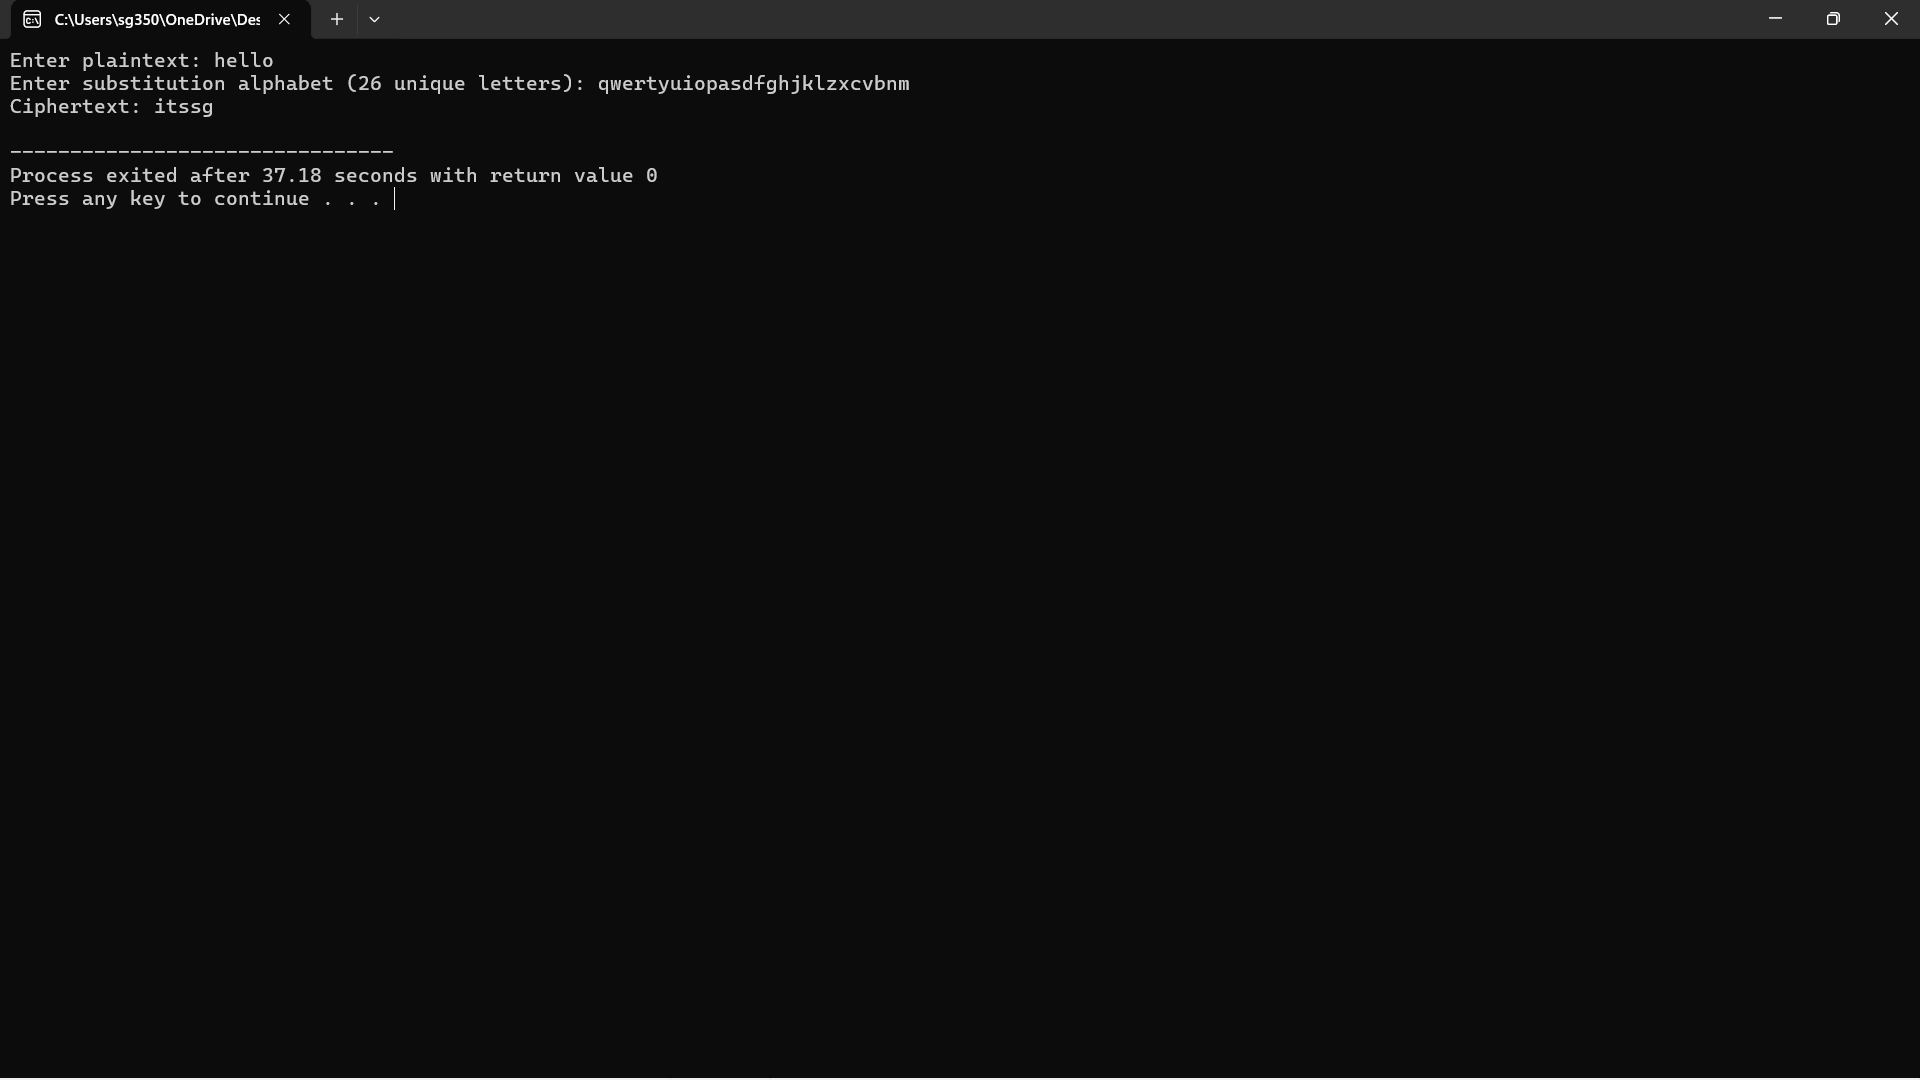 C:\Users\sg350\OneDrive\Des
Enter plaintext: hello
Enter substitution alphabet (26 unique letters): qwertyuiopasdfghjklzxcvbnm
Ciphertext: itssg
--------------------------------
Process exited after 37.18 seconds with return value 0
Press any key to continue . . .